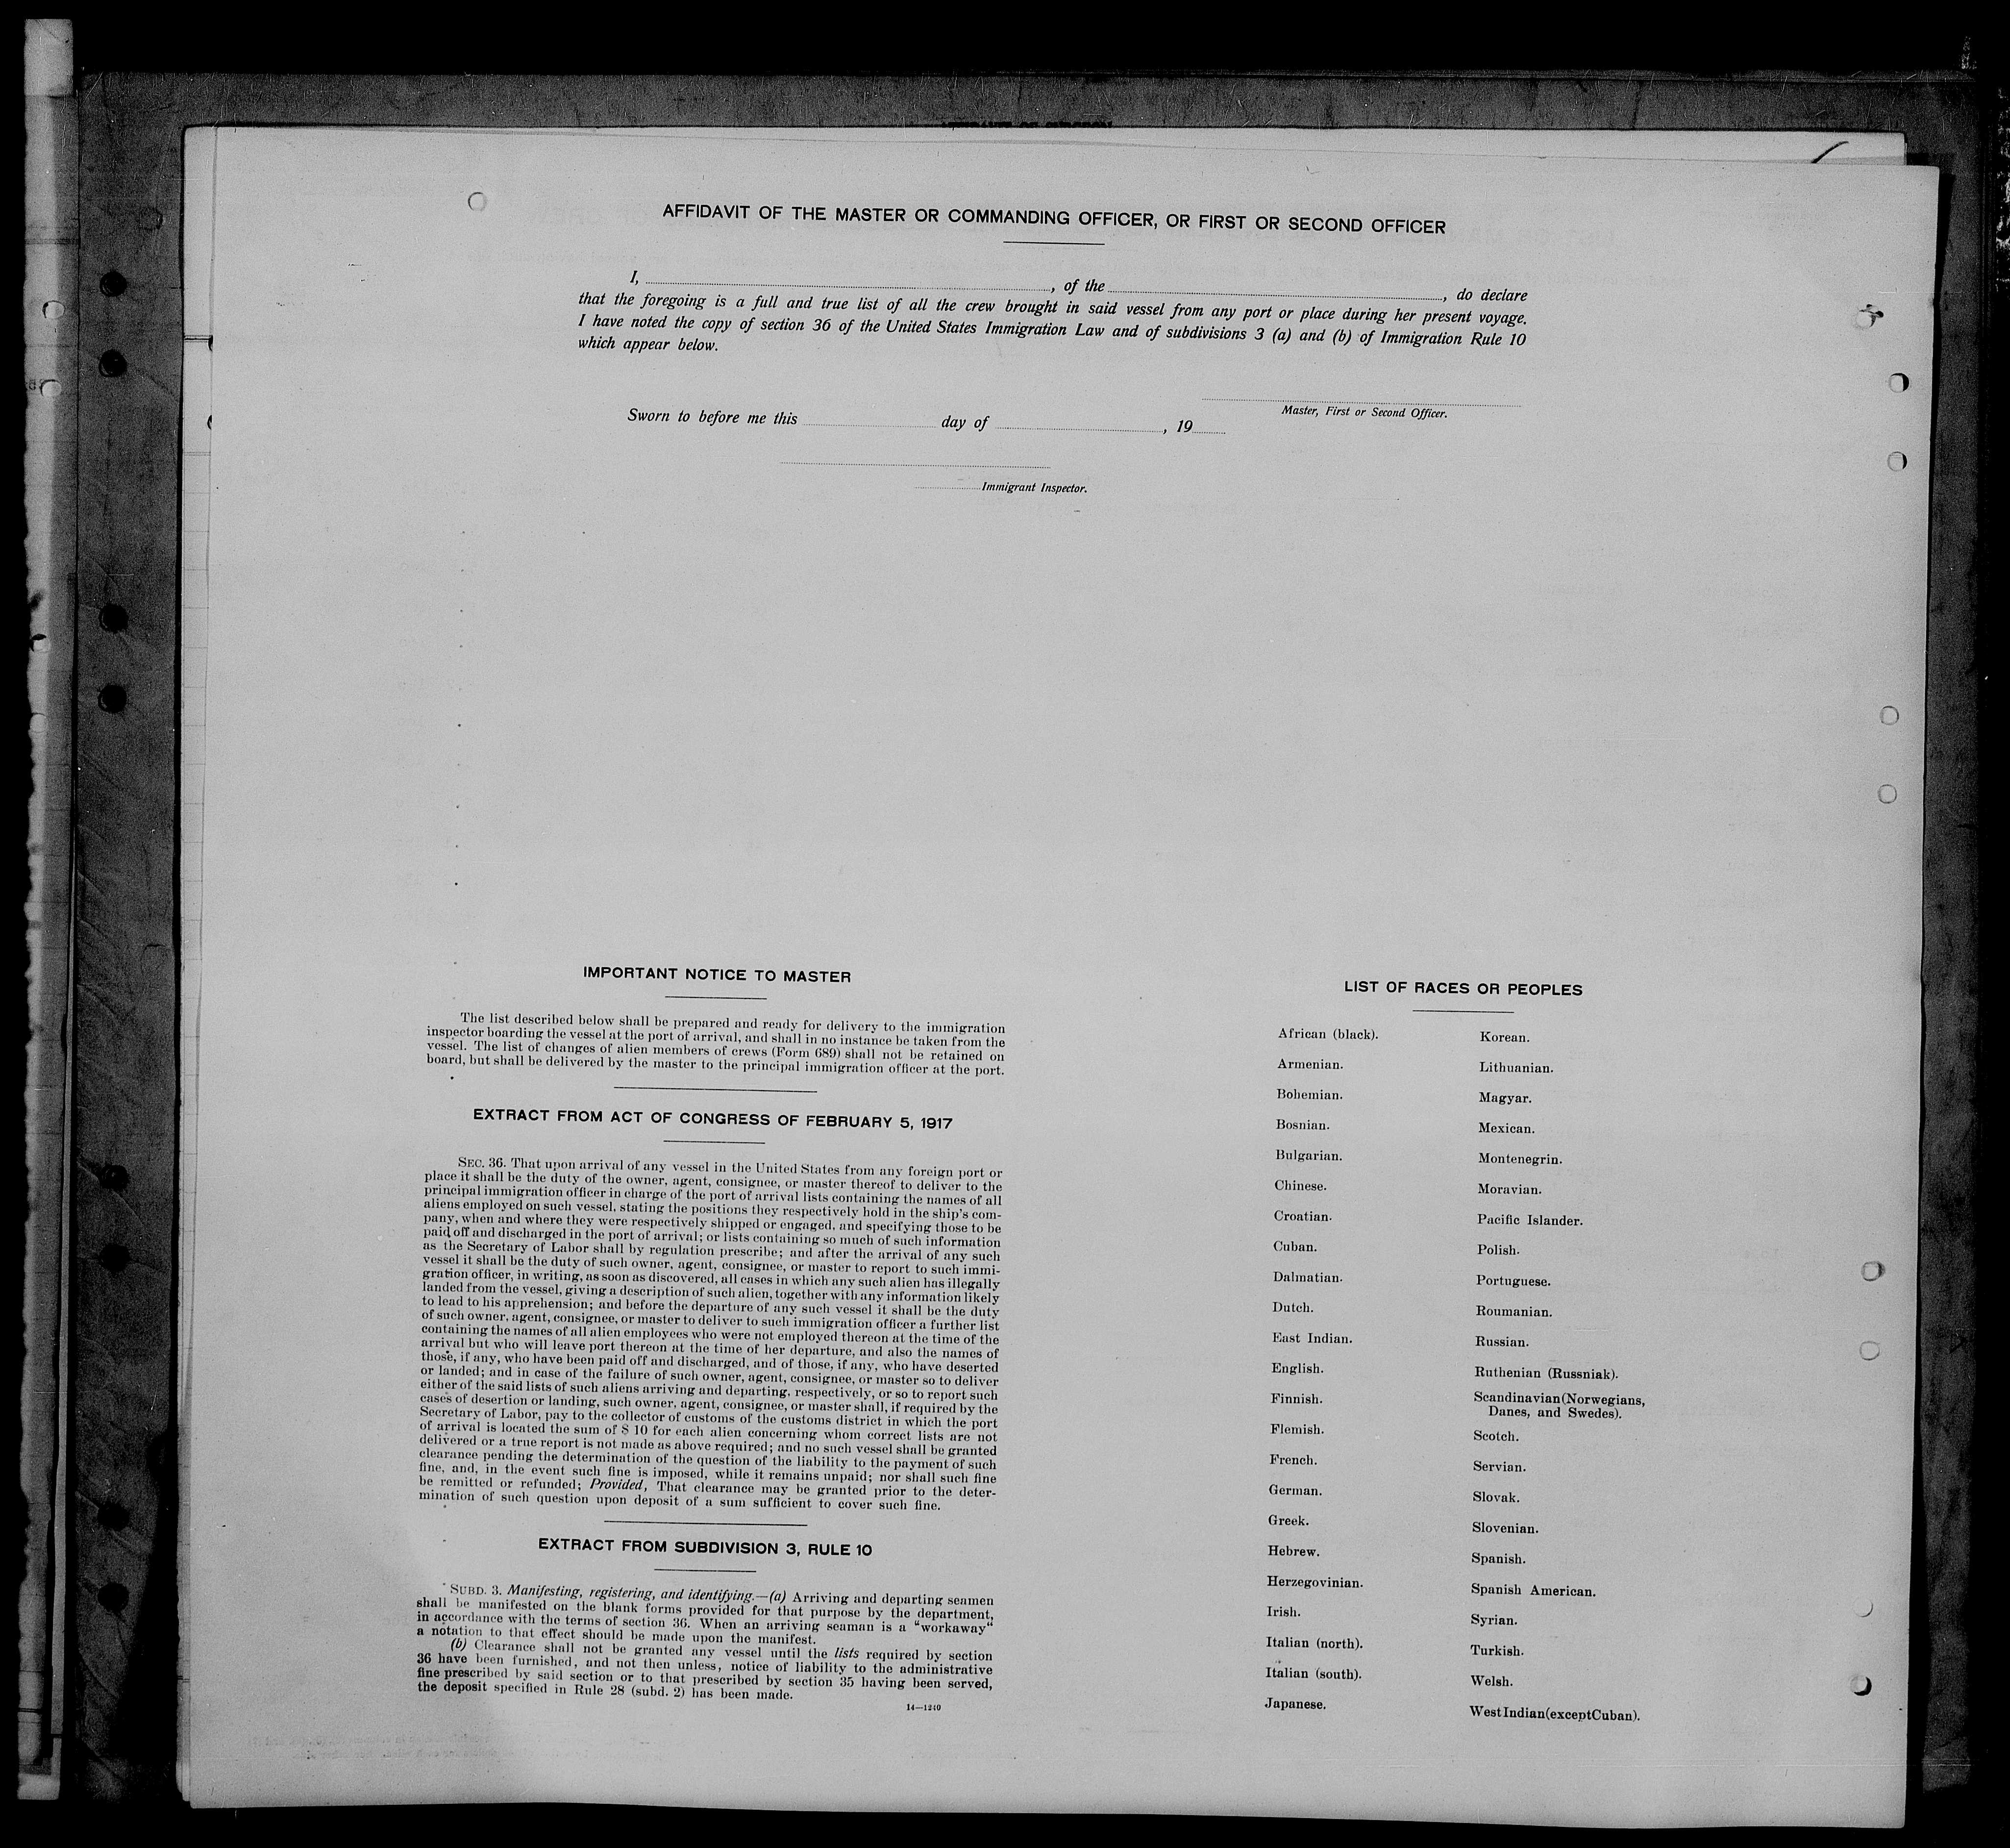 AFFIDAVIT OF THE MASTER OR COMMANDING OFFICER, OR FIRST OR SECOND OFFICER
I, , of the , do declare
that the foregoing is a full and true list of all the crew brought in said vessel from any port or place during her present voyage.
I have noted the copy of section 36 of the United States Immigration Law and of subdivisions 3 (a) and (b) of Immigration Rule 10
which appear below.
Master, First or Second Officer.
Sworn to before me this day of , 19
Immigrant Inspector.
IMPORTANT NOTICE TO MASTER
The list described below shall be prepared and ready for delivery to the immigration
inspector boarding the vessel at the port of arrival, and shall in no instance be taken from the
vessel. The list of changes of alien members of crews (Form 689) shall not be retained on
board, but shall be delivered by the master to the principal immigration officer at the port.
EXTRACT FROM ACT OF CONGRESS OF FEBRUARY 5, 1917
SEC. 36. That upon arrival of any vessel in the United States from any foreign port or
place it shall be the duty of the owner, agent, consignee, or master thereof to deliver to the
principal immigration officer in charge of the port of arrival lists containing the names of all
aliens employed on such vessel, stating the positions they respectively hold in the ship's com-
pany, when and where they were respectively shipped or engaged, and specifying those to be
paid off and discharged in the port of arrival; or lists containing so much of such information
as the Secretary of Labor shall by regulation prescribe; and after the arrival of any such
vessel it shall be the duty of such owner, agent, consignee, or master to report to such immi-
gration officer, in writing, as soon as discovered, all cases in which any such alien has illegally
landed from the vessel, giving a description of such alien, together with any information likely
to lead to his apprehension; and before the departure of any such vessel it shall be the duty
of such owner, agent, consignee, or master to deliver to such immigration officer a further list
containing the names of all alien employees who were not employed thereon at the time of the
arrival but who will leave port thereon at the time of her departure, and also the names of
those, if any, who have been paid off and discharged, and of those, if any, who have deserted
or landed; and in case of the failure of such owner, agent, consignee, or master so to deliver
either of the said lists of such aliens arriving and departing, respectively, or so to report such
cases of desertion or landing, such owner, agent, consignee, or master shall, if required by the
Secretary of Labor, pay to the collector of customs of the customs district in which the port
of arrival is located the sum of $ 10 for each alien concerning whom correct lists are not
delivered or a true report is not made as above required; and no such vessel shall be granted
clearance pending the determination of the question of the liability to the payment of such
fine, and, in the event such fine is imposed, while it remains unpaid; nor shall such fine
be remitted or refunded; Provided, That clearance may be granted prior to the deter-
mination of such question upon deposit of a sum sufficient to cover such fine.
EXTRACT FROM SUBDIVISION 3, RULE 10
SUBD. 3. Manifesting, registering, and identifying.—(a) Arriving and departing seamen
shall be manifested on the blank forms provided for that purpose by the department,
in accordance with the terms of section 36. When an arriving seaman is a "workaway"
a notation to that effect should be made upon the manifest.
(b) Clearance shall not be granted any vessel until the lists required by section
36 have been furnished, and not then unless, notice of liability to the administrative
fine prescribed by said section or to that prescribed by section 35 having been served,
the deposit specified in Rule 28 (subd. 2) has been made.
14—1240
LIST OF RACES OR PEOPLES
African (black).
Armenian.
Bohemian.
Bosnian.
Bulgarian.
Chinese.
Croatian.
Cuban.
Dalmatian.
Dutch.
East Indian.
English.
Finnish.
Flemish.
French.
German.
Greek.
Hebrew.
Herzegovinian.
Irish.
Italian (north).
Italian (south).
Japanese.
Korean.
Lithuanian.
Magyar.
Mexican.
Montenegrin.
Moravian.
Pacific Islander.
Polish.
Portuguese.
Roumanian.
Russian.
Ruthenian (Russniak).
Scandinavian(Norwegians,
Danes, and Swedes).
Scotch.
Servian.
Slovak.
Slovenian.
Spanish.
Spanish American.
Syrian.
Turkish.
Welsh.
West Indian(except Cuban).